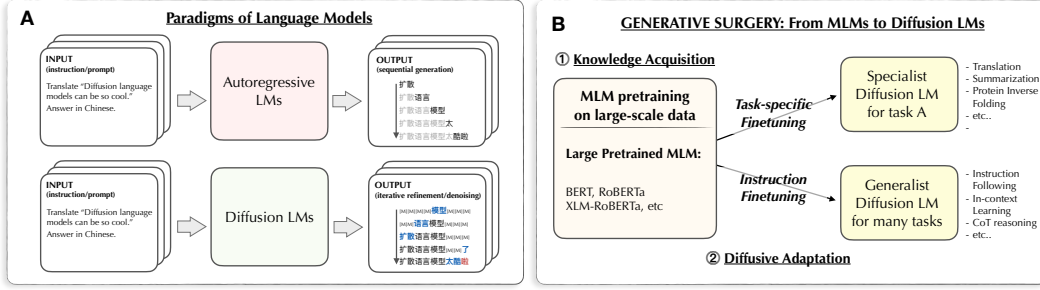 A
Paradigms of Language Models
INPUT
(instruction/prompt)
Translate “Diffusion language
models can be so cool.”
Answer in Chinese.
Autoregressive
LMs
OUTPUT
(sequential generation)
扩散
扩散语言
扩散语言模型
扩散语言模型太
扩散语言模型太酷啦
INPUT
(instruction/prompt)
Translate “Diffusion language
models can be so cool.”
Answer in Chinese.
Diffusion LMs
OUTPUT
(iterative refinement/denoising)
[M][M][M][M]模型[M][M][M]
[M][M]语言模型[M][M][M]
扩散语言模型[M][M][M]
扩散语言模型[M][M]了
扩散语言模型太酷啦
B
GENERATIVE SURGERY: From MLMs to Diffusion LMs
① Knowledge Acquisition
MLM pretraining
on large-scale data
Large Pretrained MLM:
BERT, RoBERTa
XLM-RoBERTa, etc
Task-specific
Finetuning
Instruction
Finetuning
Specialist
Diffusion LM
for task A
- Translation
- Summarization
- Protein Inverse
Folding
- etc..
-
Generalist
Diffusion LM
for many tasks
- Instruction
Following
- In-context
Learning
- CoT reasoning
- etc..
② Diffusive Adaptation